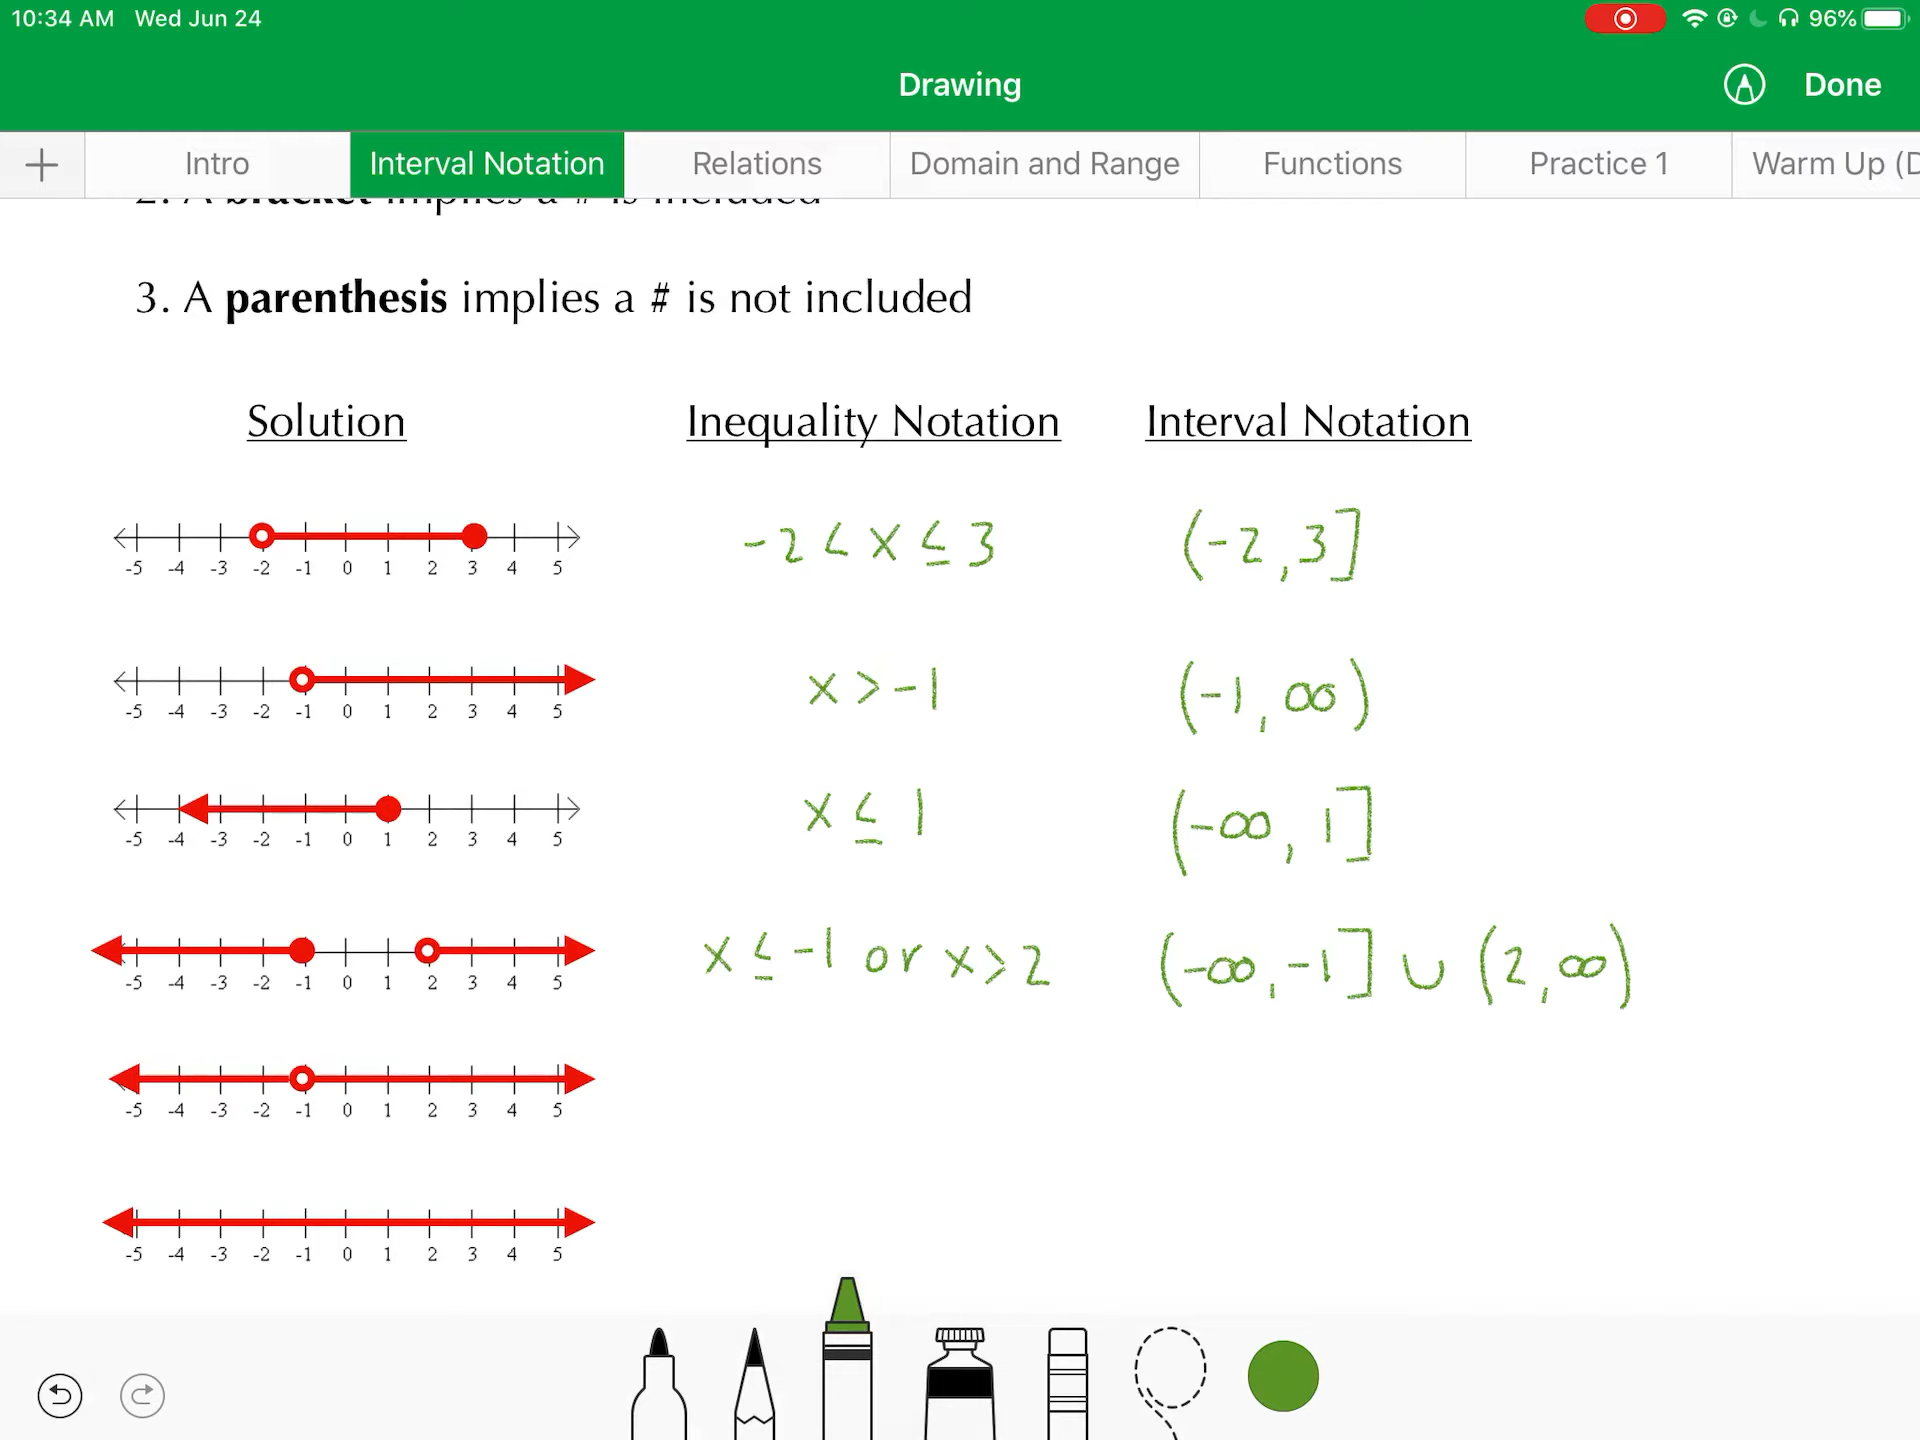 10:34 AM Wed Jun 24 96%
Drawing Done
Intro Interval Notation Relations Domain and Range Functions Practice 1 Warm Up (D
2. A bracket implies a # is included
3. A parenthesis implies a # is not included
Solution Inequality Notation Interval Notation
-2 < x ≤ 3 (-2, 3]
-5 -4 -3 -2 -1 0 1 2 3 4 5
x > -1 (-1, ∞)
-5 -4 -3 -2 -1 0 1 2 3 4 5
x ≤ 1 (-∞, 1]
-5 -4 -3 -2 -1 0 1 2 3 4 5
x ≤ -1 or x > 2 (-∞, -1] ∪ (2, ∞)
-5 -4 -3 -2 -1 0 1 2 3 4 5
-5 -4 -3 -2 -1 0 1 2 3 4 5
-5 -4 -3 -2 -1 0 1 2 3 4 5